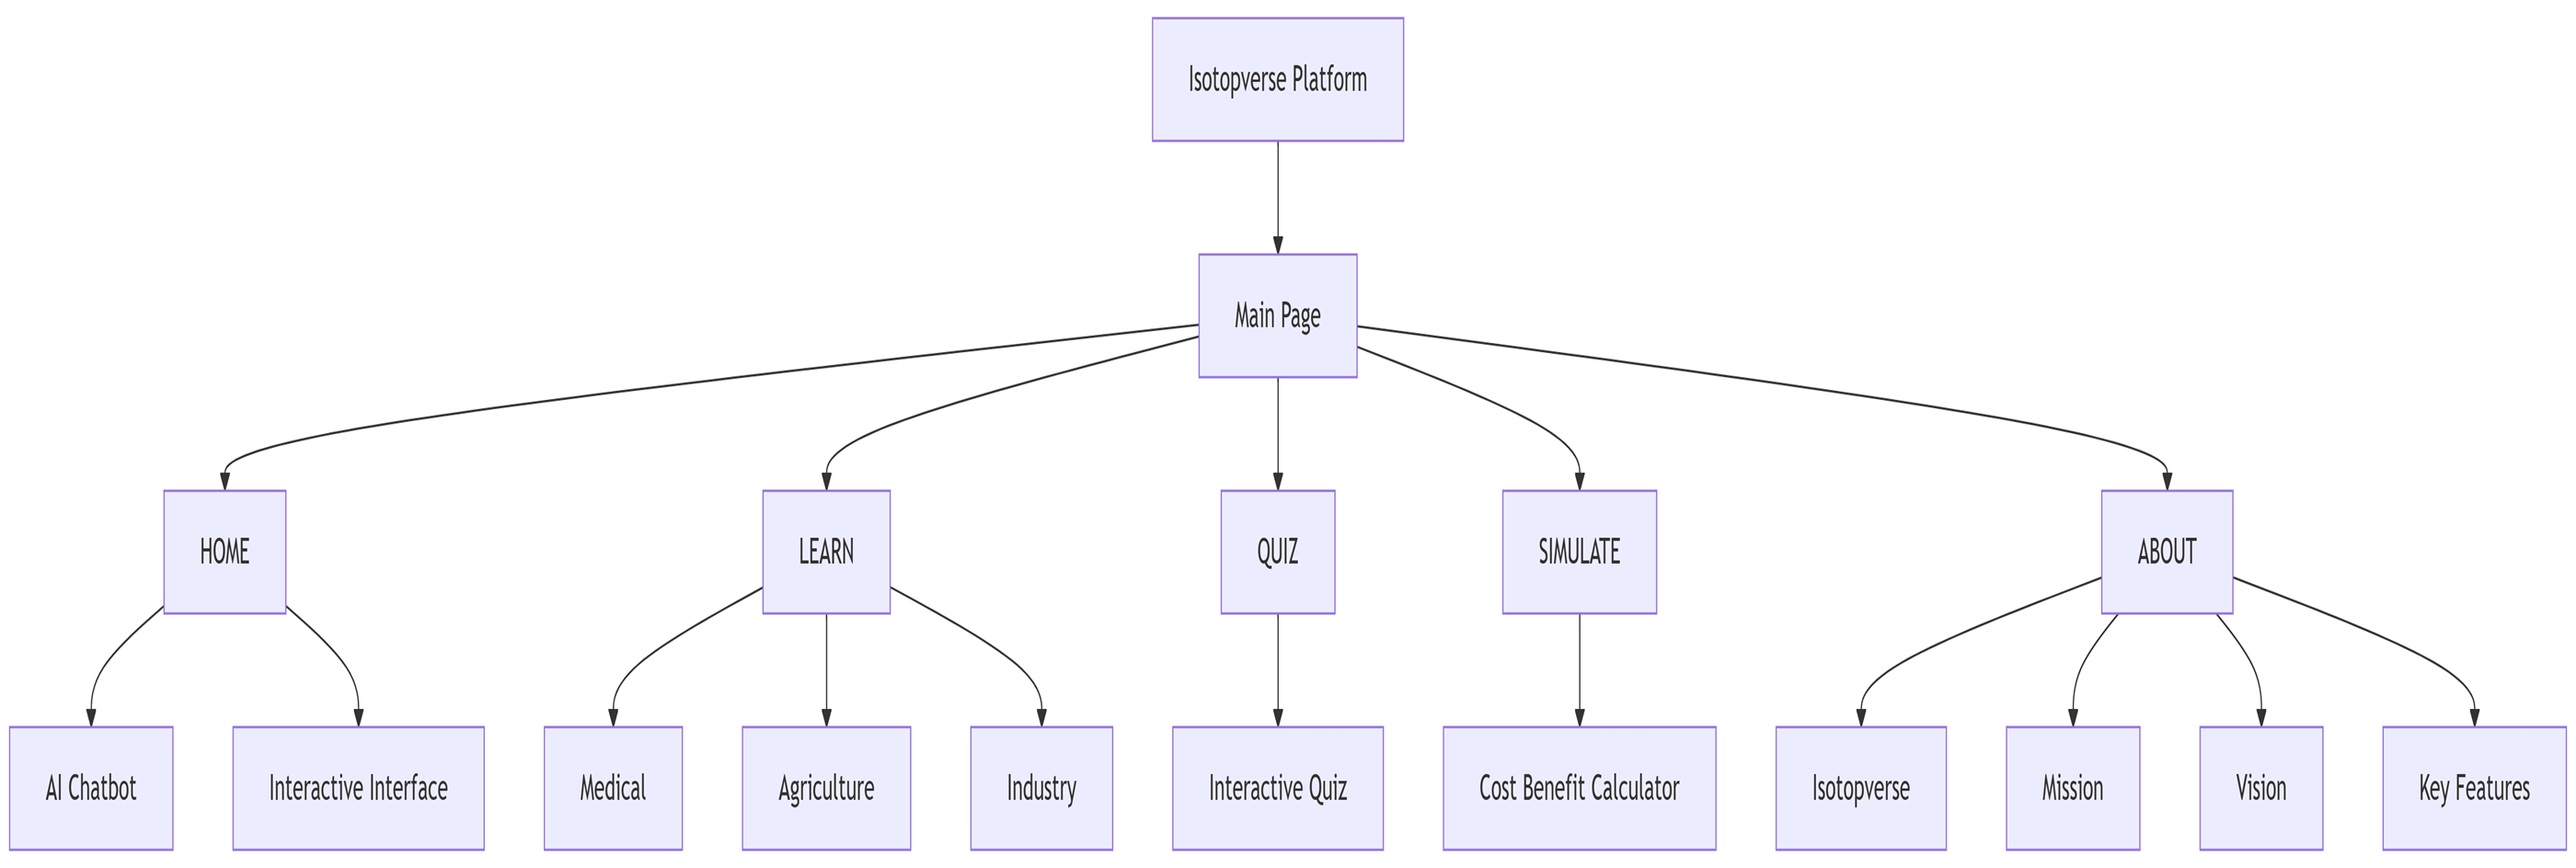 Isotopverse Platform
Main Page
HOME
LEARN
QUIZ
SIMULATE
ABOUT
AI Chatbot
Interactive Interface
Medical
Agriculture
Industry
Interactive Quiz
Cost Benefit Calculator
Isotopverse
Mission
Vision
Key Features